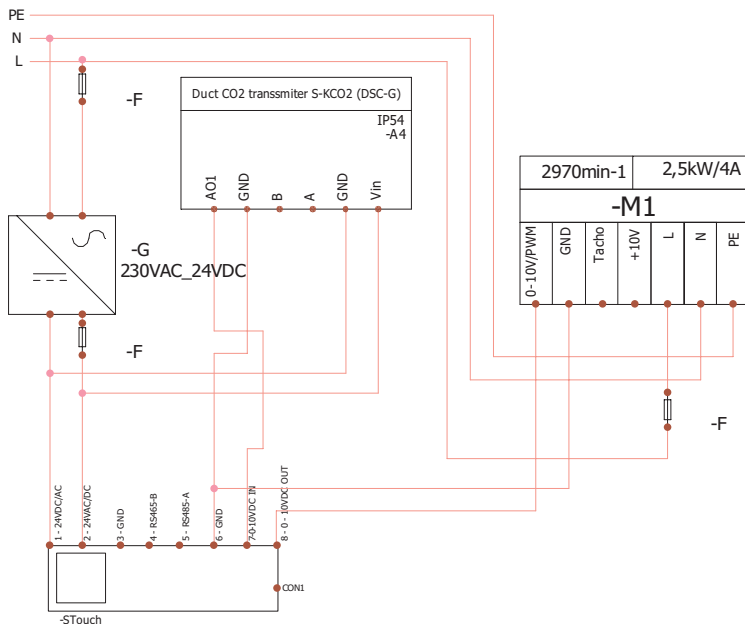 PE
N
L
-F
Duct CO2 transsmiter S-KCO2 (DSC-G)
IP54
-A4
AO1
GND
B
A
GND
Vin
2970min-1
2,5kW/4A
-M1
0-10V/PWM
GND
Tacho
+10V
L
N
PE
-G
230VAC_24VDC
-F
-F
1 - 24VDC/AC
2 - 24VAC/DC
3 - GND
4 - RS465-B
5 - RS485-A
6 - GND
7-0-10VDC IN
8 - 0 - 10VDC OUT
CON1
-STouch